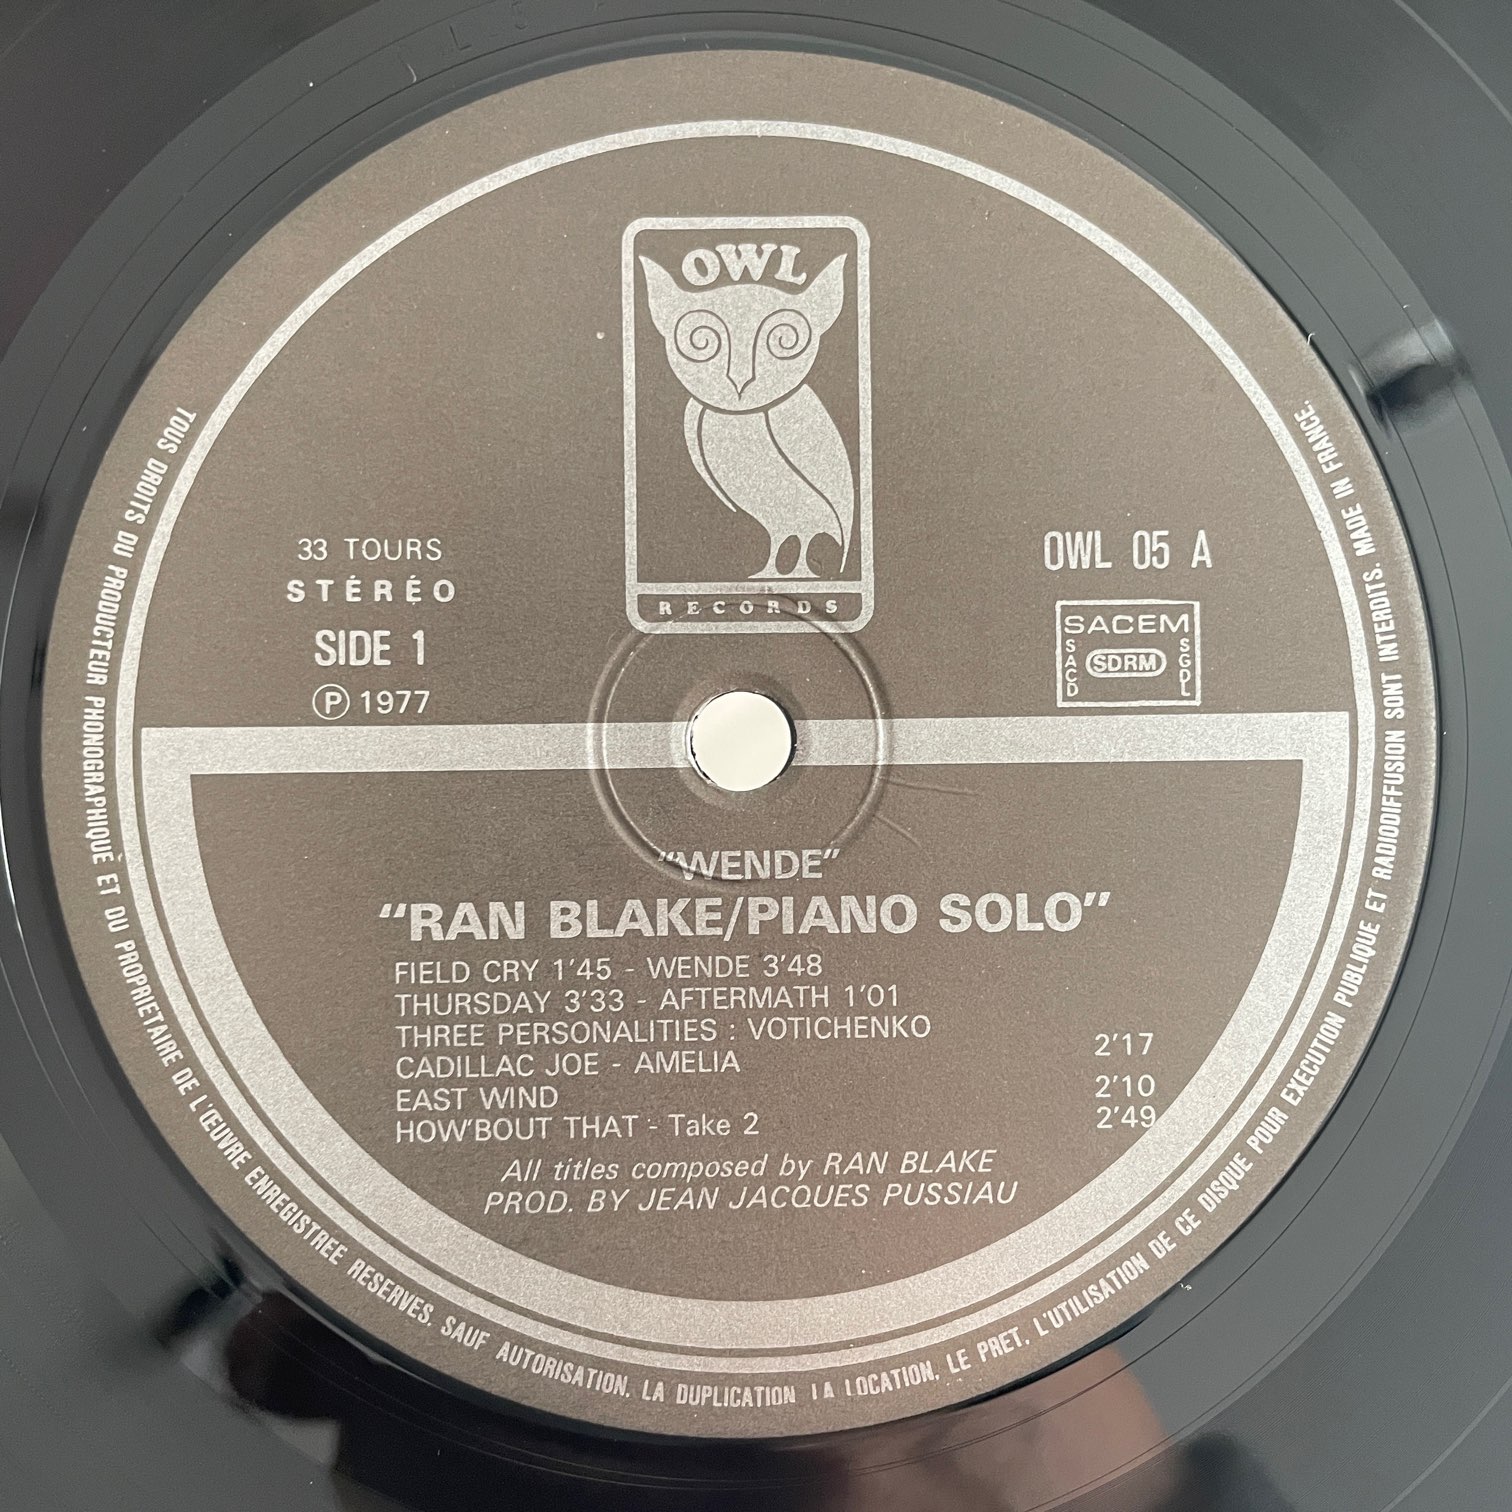 OWL
RECORDS
33 TOURS
STÉRÉO
SIDE 1
Ⓟ 1977
OWL 05 A
SACEM
SACD
SDRM
SGDL
"WENDE"
"RAN BLAKE/PIANO SOLO"
FIELD CRY 1'45 - WENDE 3'48
THURSDAY 3'33 - AFTERMATH 1'01
THREE PERSONALITIES : VOTICHENKO
CADILLAC JOE - AMELIA 2'17
EAST WIND 2'10
HOW'BOUT THAT - Take 2 2'49
All titles composed by RAN BLAKE
PROD. BY JEAN JACQUES PUSSIAU
TOUS DROITS DU PRODUCTEUR PHONOGRAPHIQUE ET DU PROPRIETAIRE DE L'ŒUVRE ENREGISTREE RESERVES. SAUF AUTORISATION, LA DUPLICATION LA LOCATION, LE PRET, L'UTILISATION DE CE DISQUE POUR EXECUTION PUBLIQUE ET RADIODIFFUSION SONT INTERDITS. MADE IN FRANCE.